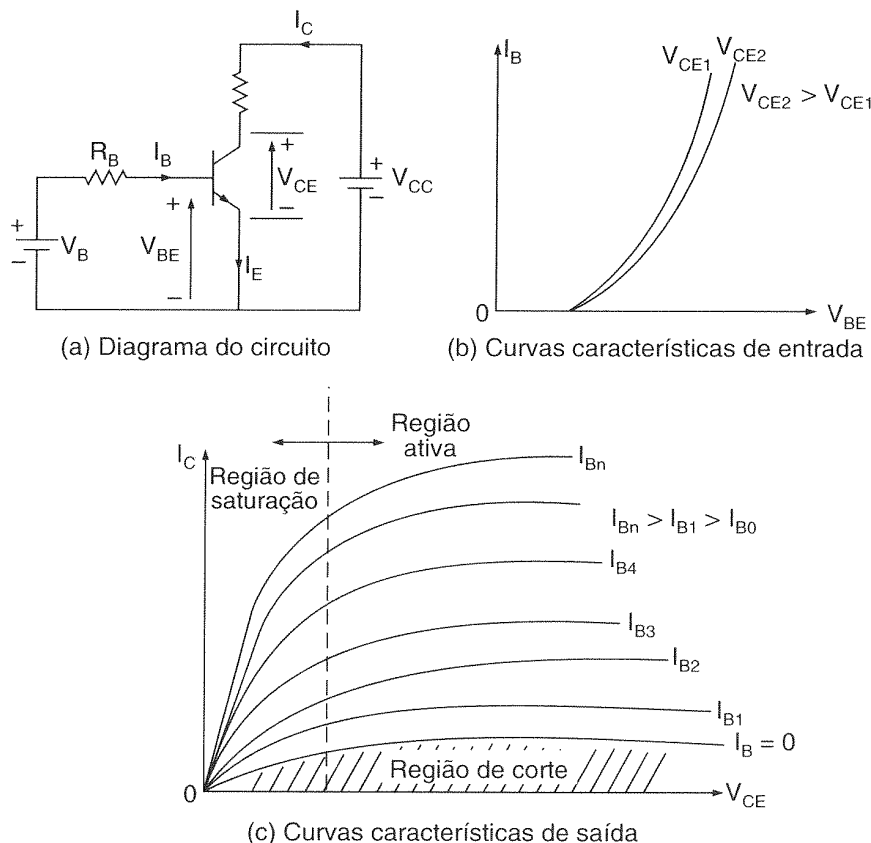 I_C
R_B
I_B
+
V_CE
−
+
V_CC
−
+
V_B
−
+
V_BE
−
I_E
(a) Diagrama do circuito
I_B
V_CE1
V_CE2
V_CE2 > V_CE1
0
V_BE
(b) Curvas características de entrada
I_C
Região de
saturação
Região
ativa
I_Bn
I_Bn > I_B1 > I_B0
I_B4
I_B3
I_B2
I_B1
I_B = 0
Região de corte
0
V_CE
(c) Curvas características de saída